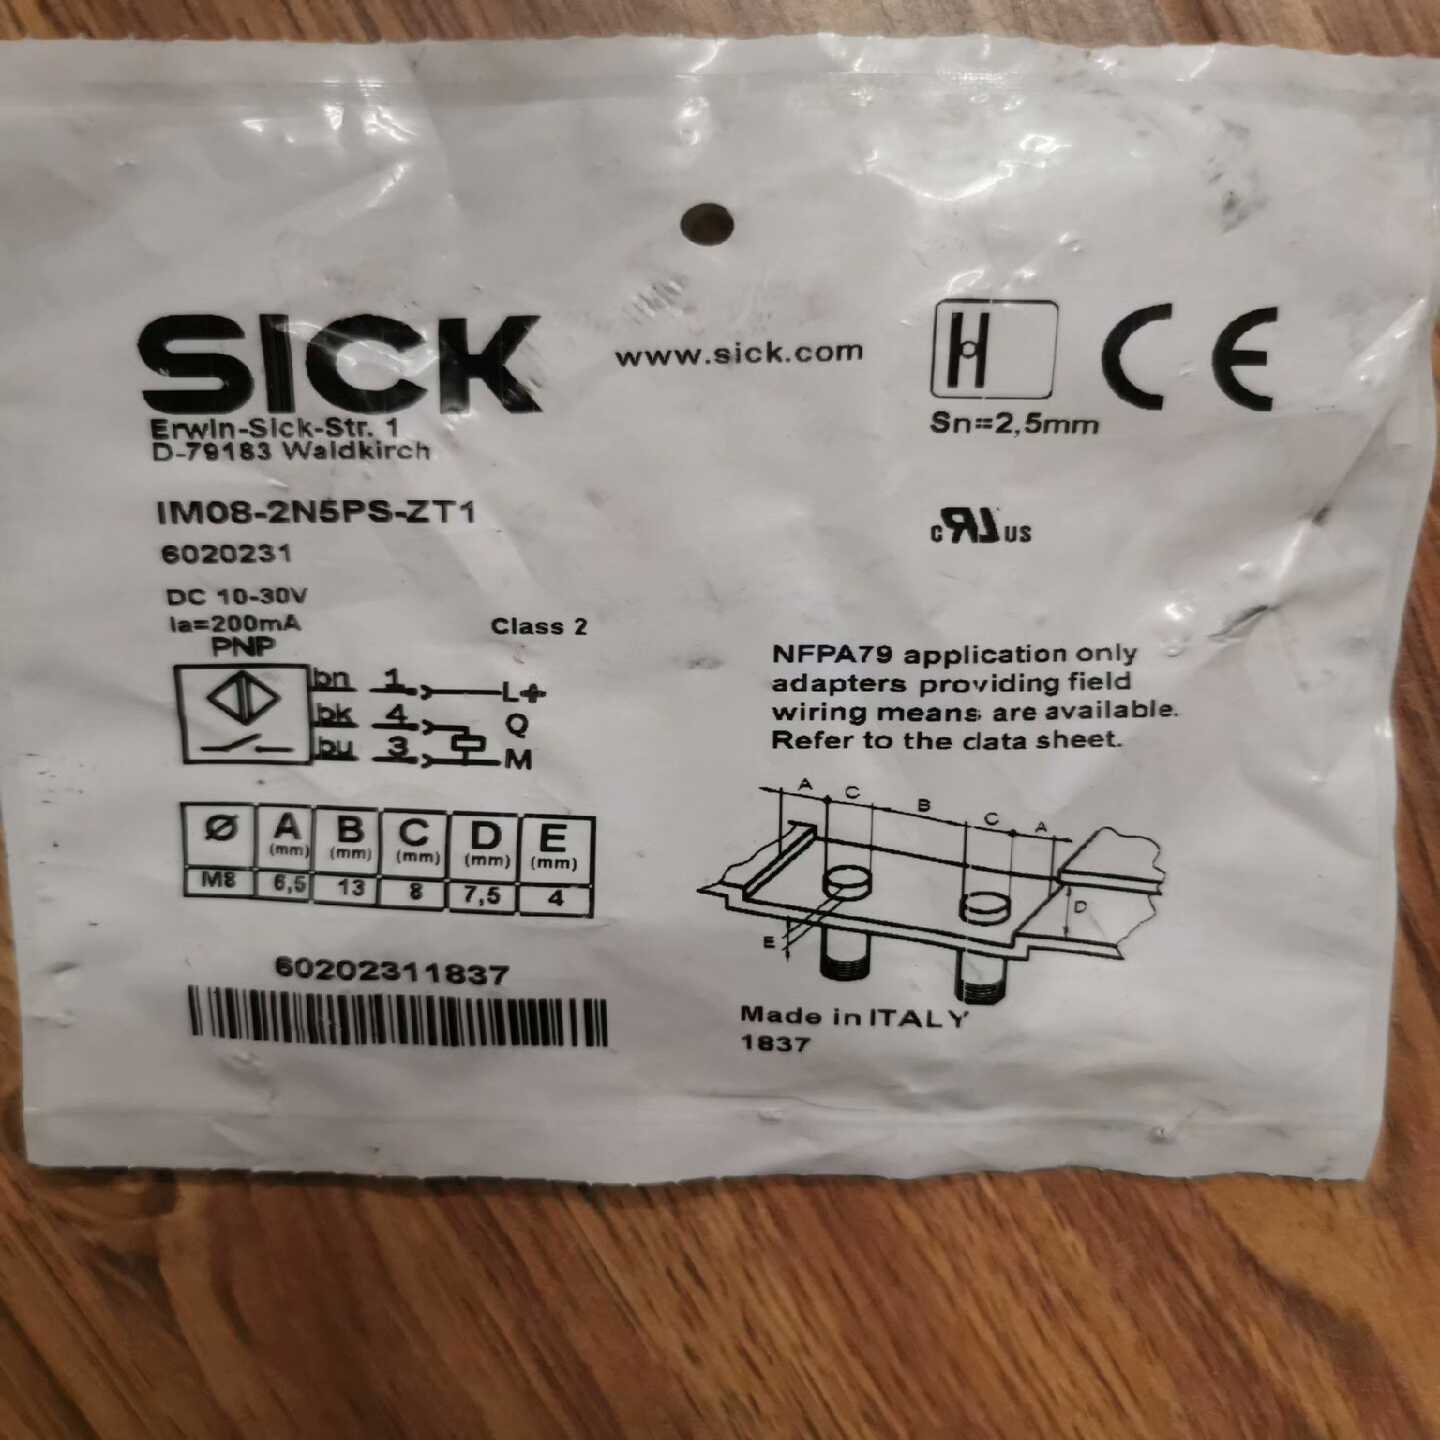 SICK
www.sick.com
CE
Erwin-Sick-Str. 1
D-79183 Waldkirch
Sn=2,5mm
IM08-2N5PS-ZT1
6020231
c RU US
DC 10-30V
Ia=200mA
Class 2
PNP
bn 1 L+
bk 4 Q
bu 3 M
NFPA79 application only
adapters providing field
wiring means are available.
Refer to the data sheet.
Ø A (mm) B (mm) C (mm) D (mm) E (mm)
M8 6,5 13 8 7,5 4
A C B C A
D
E
60202311837
Made in ITALY
1837